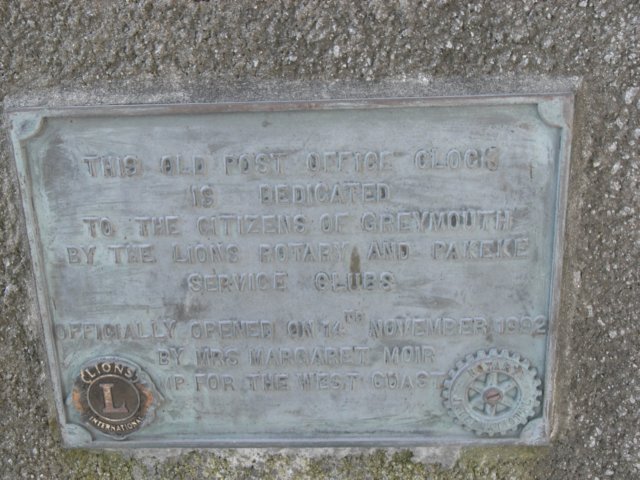 THIS OLD POST OFFICE CLOCK
IS DEDICATED
TO THE CITIZENS OF GREYMOUTH
BY THE LIONS ROTARY AND PAKEKE
SERVICE CLUBS
OFFICIALLY OPENED ON 14TH NOVEMBER 1992
BY MRS MARGARET MOIR
MP FOR THE WEST COAST
LIONS
L
INTERNATIONAL
ROTARY